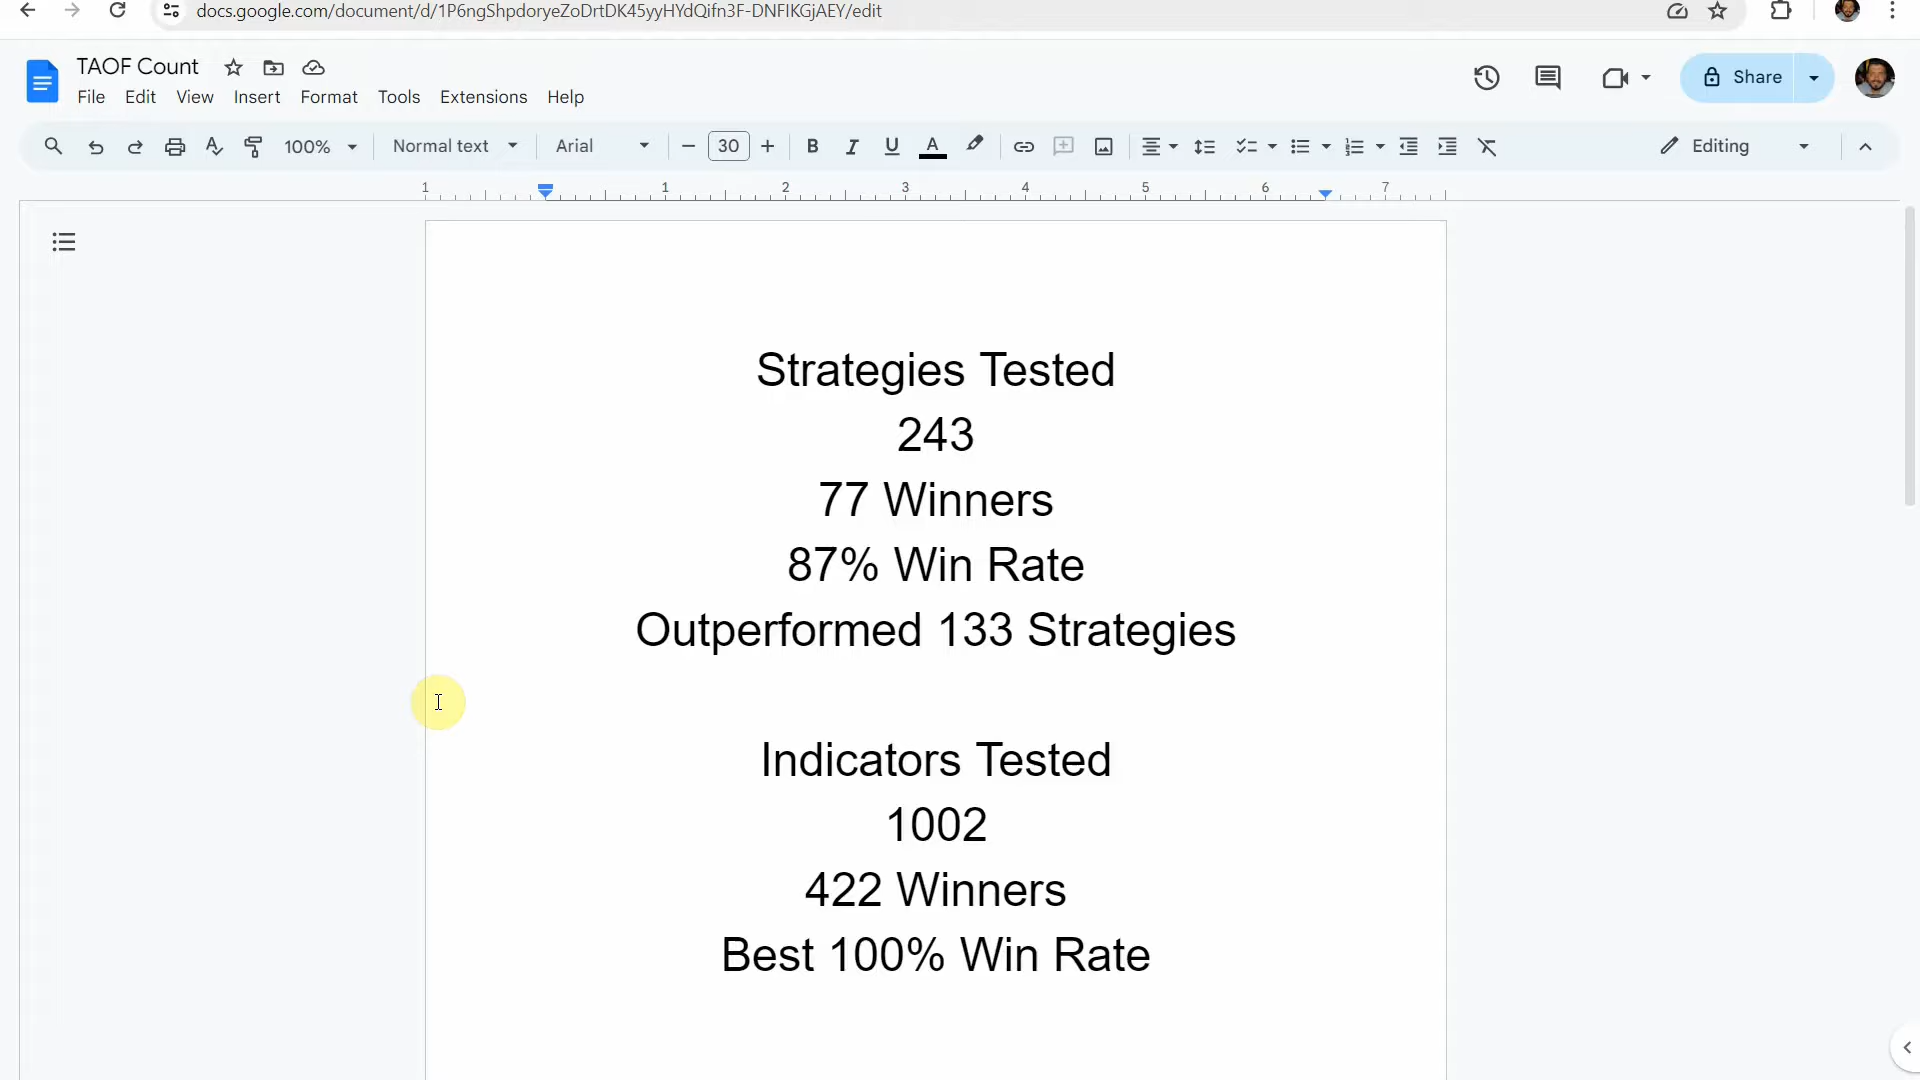 docs.google.com/document/d/1P6ngShpdoryeZoDrtDK45yyHYdQifn3F-DNFIKGjAEY/edit
TAOF Count
File Edit View Insert Format Tools Extensions Help
Share
100% Normal text Arial 30 B I U A Editing
1 1 2 3 4 5 6 7
Strategies Tested
243
77 Winners
87% Win Rate
Outperformed 133 Strategies
Indicators Tested
1002
422 Winners
Best 100% Win Rate